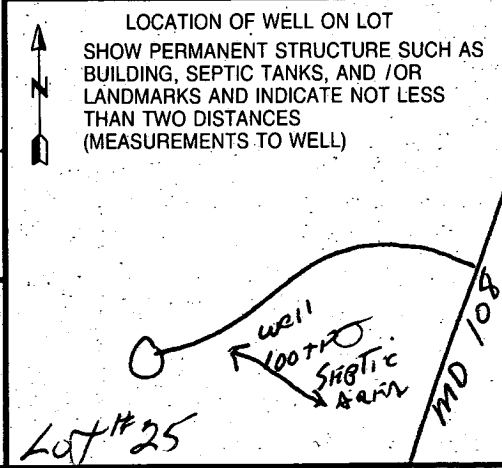 LOCATION OF WELL ON LOT
SHOW PERMANENT STRUCTURE SUCH AS
BUILDING, SEPTIC TANKS, AND /OR
LANDMARKS AND INDICATE NOT LESS
THAN TWO DISTANCES
(MEASUREMENTS TO WELL)
N
well
100+
Septic
Area
MD 108
Lot # 25